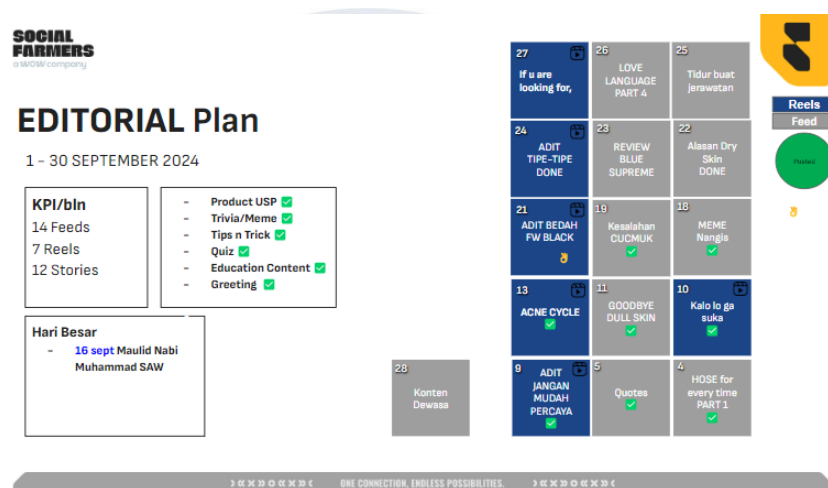 SOCIAL
FARMERS
a WOW company
EDITORIAL Plan
1 - 30 SEPTEMBER 2024
KPI/bln
14 Feeds
7 Reels
12 Stories
- Product USP ✅
- Trivia/Meme ✅
- Tips n Trick ✅
- Quiz ✅
- Education Content ✅
- Greeting ✅
Hari Besar
- 16 sept Maulid Nabi
Muhammad SAW
27
If u are
looking for,
26
LOVE
LANGUAGE
PART 4
25
Tidur buat
jerawatan
24
ADIT
TIPE-TIPE
DONE
23
REVIEW
BLUE
SUPREME
22
Alasan Dry
Skin
DONE
21
ADIT BEDAH
FW BLACK
19
Kesalahan
CUCMUK
✅
18
MEME
Nangis
✅
13
ACNE CYCLE
✅
11
GOODBYE
DULL SKIN
✅
10
Kalo lo ga
suka
✅
28
Konten
Dewasa
9
ADIT
JANGAN
MUDAH
PERCAYA
✅
5
Quotes
✅
4
HOSE for
every time
PART 1
✅
Reels
Feed
Posted
ONE CONNECTION, ENDLESS POSSIBILITIES.